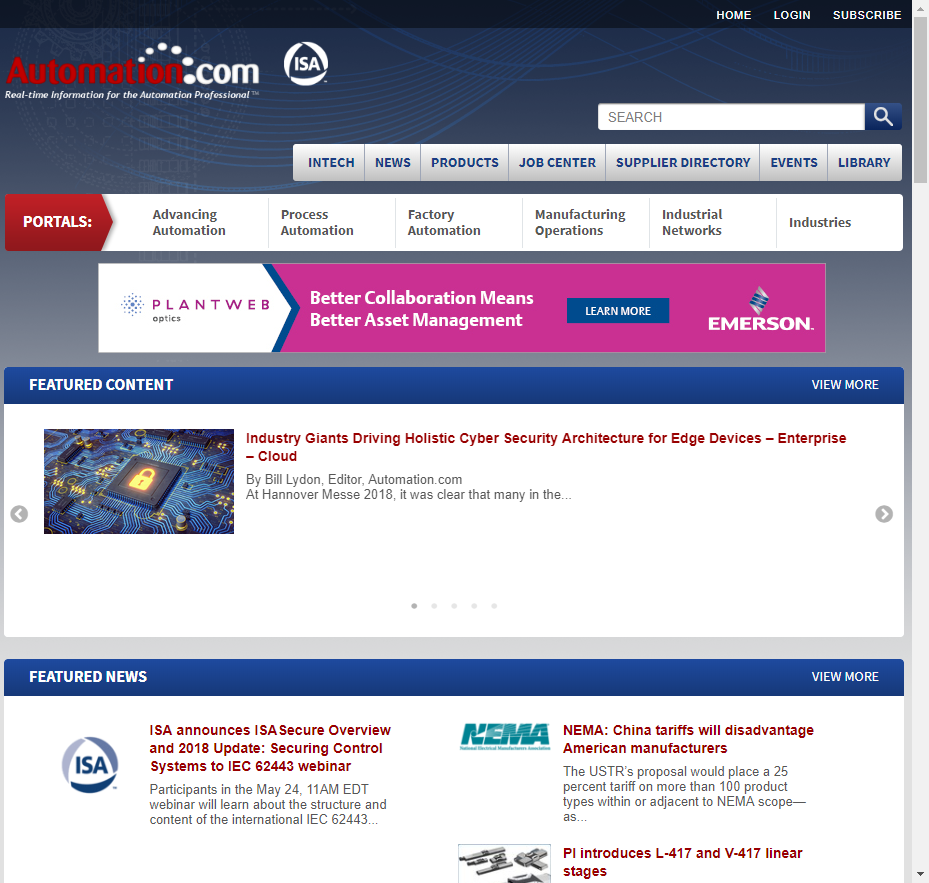 HOME LOGIN SUBSCRIBE
Automation.com
ISA
Real-time Information for the Automation Professional™
SEARCH
INTECH NEWS PRODUCTS JOB CENTER SUPPLIER DIRECTORY EVENTS LIBRARY
PORTALS:
Advancing
Automation
Process
Automation
Factory
Automation
Manufacturing
Operations
Industrial
Networks
Industries
PLANTWEB
optics
Better Collaboration Means
Better Asset Management
LEARN MORE
EMERSON.
FEATURED CONTENT
VIEW MORE
Industry Giants Driving Holistic Cyber Security Architecture for Edge Devices – Enterprise
– Cloud
By Bill Lydon, Editor, Automation.com
At Hannover Messe 2018, it was clear that many in the...
FEATURED NEWS
VIEW MORE
ISA
ISA announces ISASecure Overview
and 2018 Update: Securing Control
Systems to IEC 62443 webinar
Participants in the May 24, 11AM EDT
webinar will learn about the structure and
content of the international IEC 62443...
NEMA
National Electrical Manufacturers Association
NEMA: China tariffs will disadvantage
American manufacturers
The USTR's proposal would place a 25
percent tariff on more than 100 product
types within or adjacent to NEMA scope—
as...
PI introduces L-417 and V-417 linear
stages